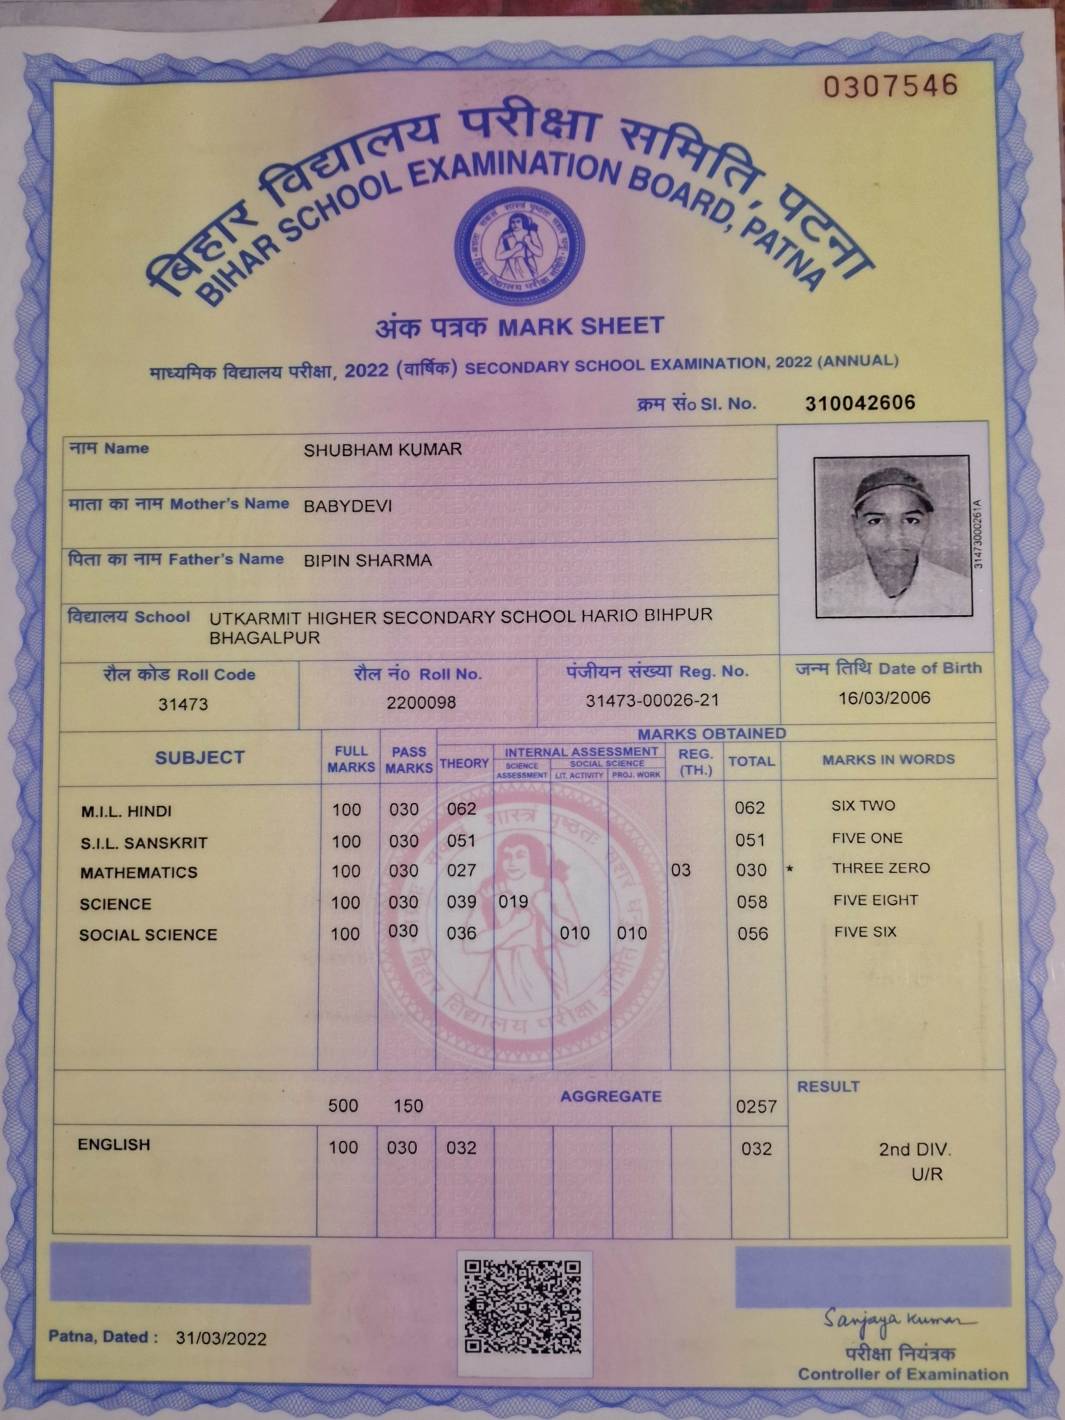 0307546
बिहार विद्यालय परीक्षा समिति, पटना
BIHAR SCHOOL EXAMINATION BOARD, PATNA
अंक पत्रक MARK SHEET
माध्यमिक विद्यालय परीक्षा, 2022 (वार्षिक) SECONDARY SCHOOL EXAMINATION, 2022 (ANNUAL)
क्रम सं० Sl. No. 310042606
नाम Name SHUBHAM KUMAR
माता का नाम Mother's Name BABYDEVI
पिता का नाम Father's Name BIPIN SHARMA
31473000261A
विद्यालय School UTKARMIT HIGHER SECONDARY SCHOOL HARIO BIHPUR
BHAGALPUR
रौल कोड Roll Code रौल नं० Roll No. पंजीयन संख्या Reg. No. जन्म तिथि Date of Birth
31473 2200098 31473-00026-21 16/03/2006
MARKS OBTAINED
SUBJECT FULL MARKS PASS MARKS THEORY INTERNAL ASSESSMENT REG. (TH.) TOTAL MARKS IN WORDS
SCIENCE ASSESSMENT SOCIAL SCIENCE
LIT. ACTIVITY PROJ. WORK
M.I.L. HINDI 100 030 062 062 SIX TWO
S.I.L. SANSKRIT 100 030 051 051 FIVE ONE
MATHEMATICS 100 030 027 03 030 * THREE ZERO
SCIENCE 100 030 039 019 058 FIVE EIGHT
SOCIAL SCIENCE 100 030 036 010 010 056 FIVE SIX
बिहार विद्यालय परीक्षा समिति
500 150 AGGREGATE 0257 RESULT
ENGLISH 100 030 032 032 2nd DIV.
U/R
Patna, Dated : 31/03/2022
Sanjaya Kumar
परीक्षा नियंत्रक
Controller of Examination